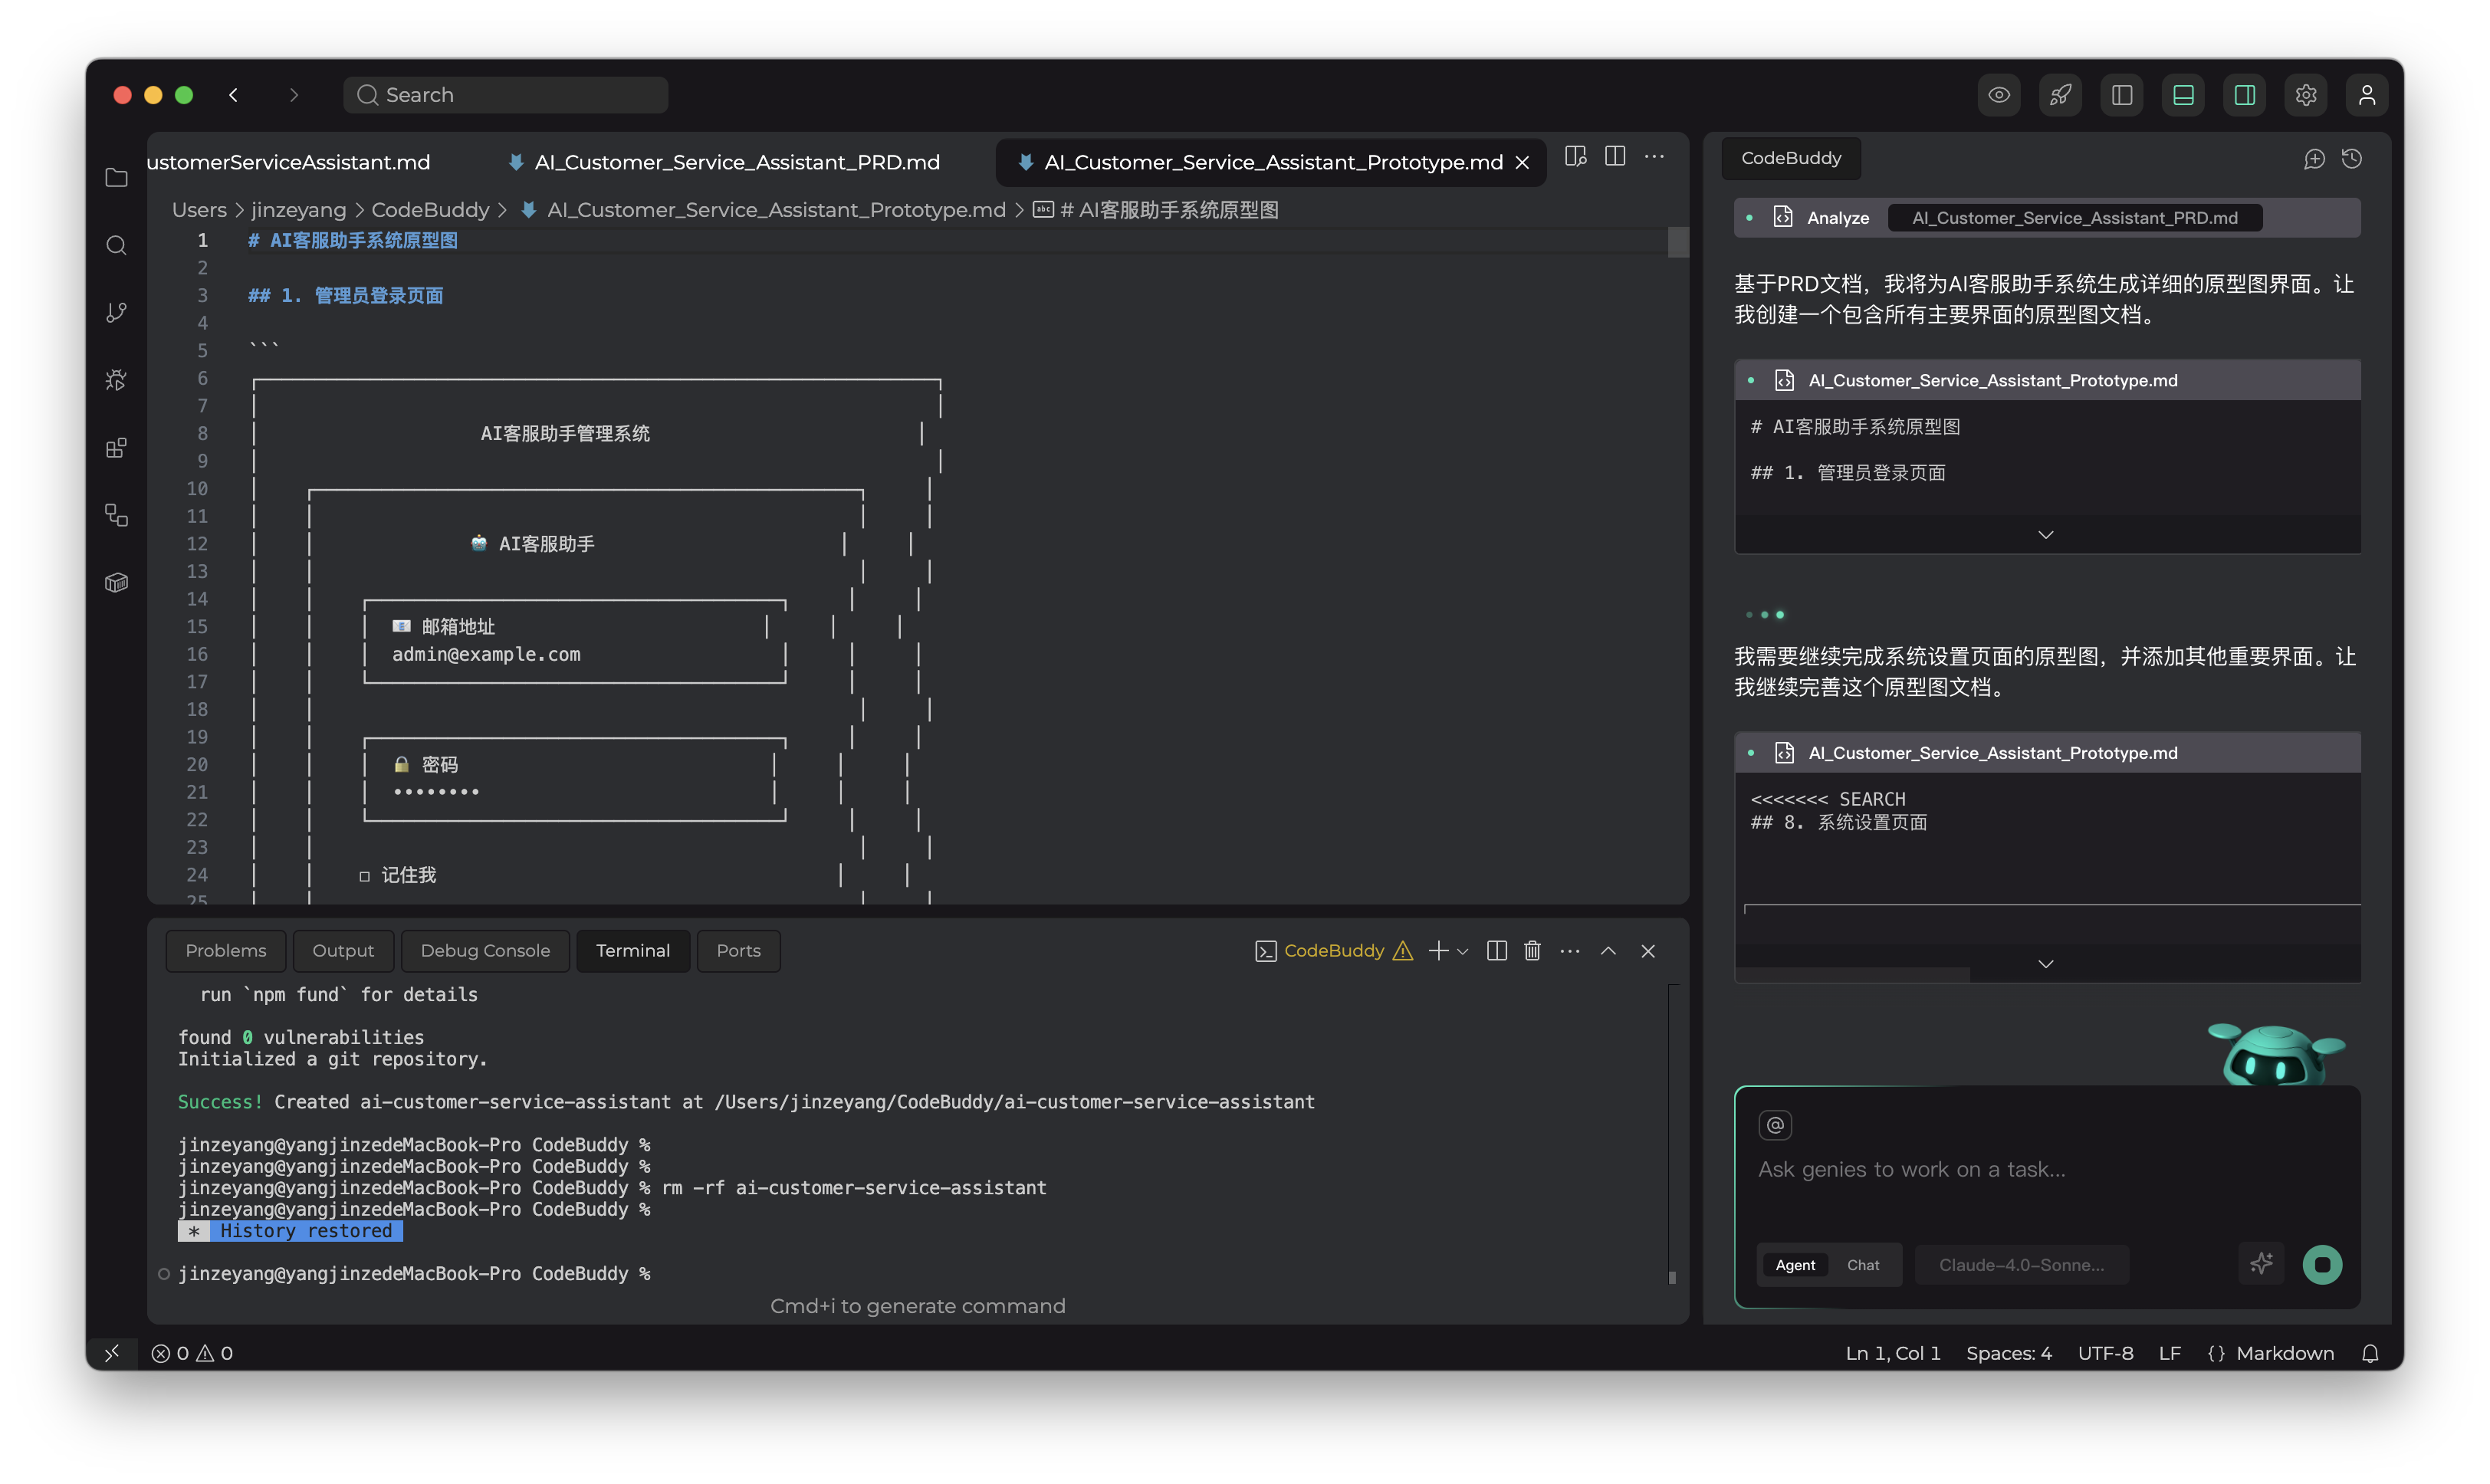 Search
ustomerServiceAssistant.md
AI_Customer_Service_Assistant_PRD.md
AI_Customer_Service_Assistant_Prototype.md
Users > jinzeyang > CodeBuddy > AI_Customer_Service_Assistant_Prototype.md > # AI客服助手系统原型图
1 # AI客服助手系统原型图
2
3 ## 1. 管理员登录页面
4
5 ```
6
7
8 AI客服助手管理系统
9
10
11
12 🤖 AI客服助手
13
14
15 📧 邮箱地址
16 admin@example.com
17
18
19
20 🔒 密码
21 ••••••••
22
23
24 □ 记住我
25
Problems
Output
Debug Console
Terminal
Ports
CodeBuddy
run `npm fund` for details
found 0 vulnerabilities
Initialized a git repository.
Success! Created ai-customer-service-assistant at /Users/jinzeyang/CodeBuddy/ai-customer-service-assistant
jinzeyang@yangjinzedeMacBook-Pro CodeBuddy %
jinzeyang@yangjinzedeMacBook-Pro CodeBuddy %
jinzeyang@yangjinzedeMacBook-Pro CodeBuddy % rm -rf ai-customer-service-assistant
jinzeyang@yangjinzedeMacBook-Pro CodeBuddy %
* History restored
jinzeyang@yangjinzedeMacBook-Pro CodeBuddy %
Cmd+i to generate command
CodeBuddy
Analyze AI_Customer_Service_Assistant_PRD.md
基于PRD文档，我将为AI客服助手系统生成详细的原型图界面。让
我创建一个包含所有主要界面的原型图文档。
AI_Customer_Service_Assistant_Prototype.md
# AI客服助手系统原型图
## 1. 管理员登录页面
我需要继续完成系统设置页面的原型图，并添加其他重要界面。让
我继续完善这个原型图文档。
AI_Customer_Service_Assistant_Prototype.md
<<<<<<< SEARCH
## 8. 系统设置页面
@
Ask genies to work on a task...
Agent
Chat
Claude-4.0-Sonne...
0 0
Ln 1, Col 1
Spaces: 4
UTF-8
LF
{} Markdown